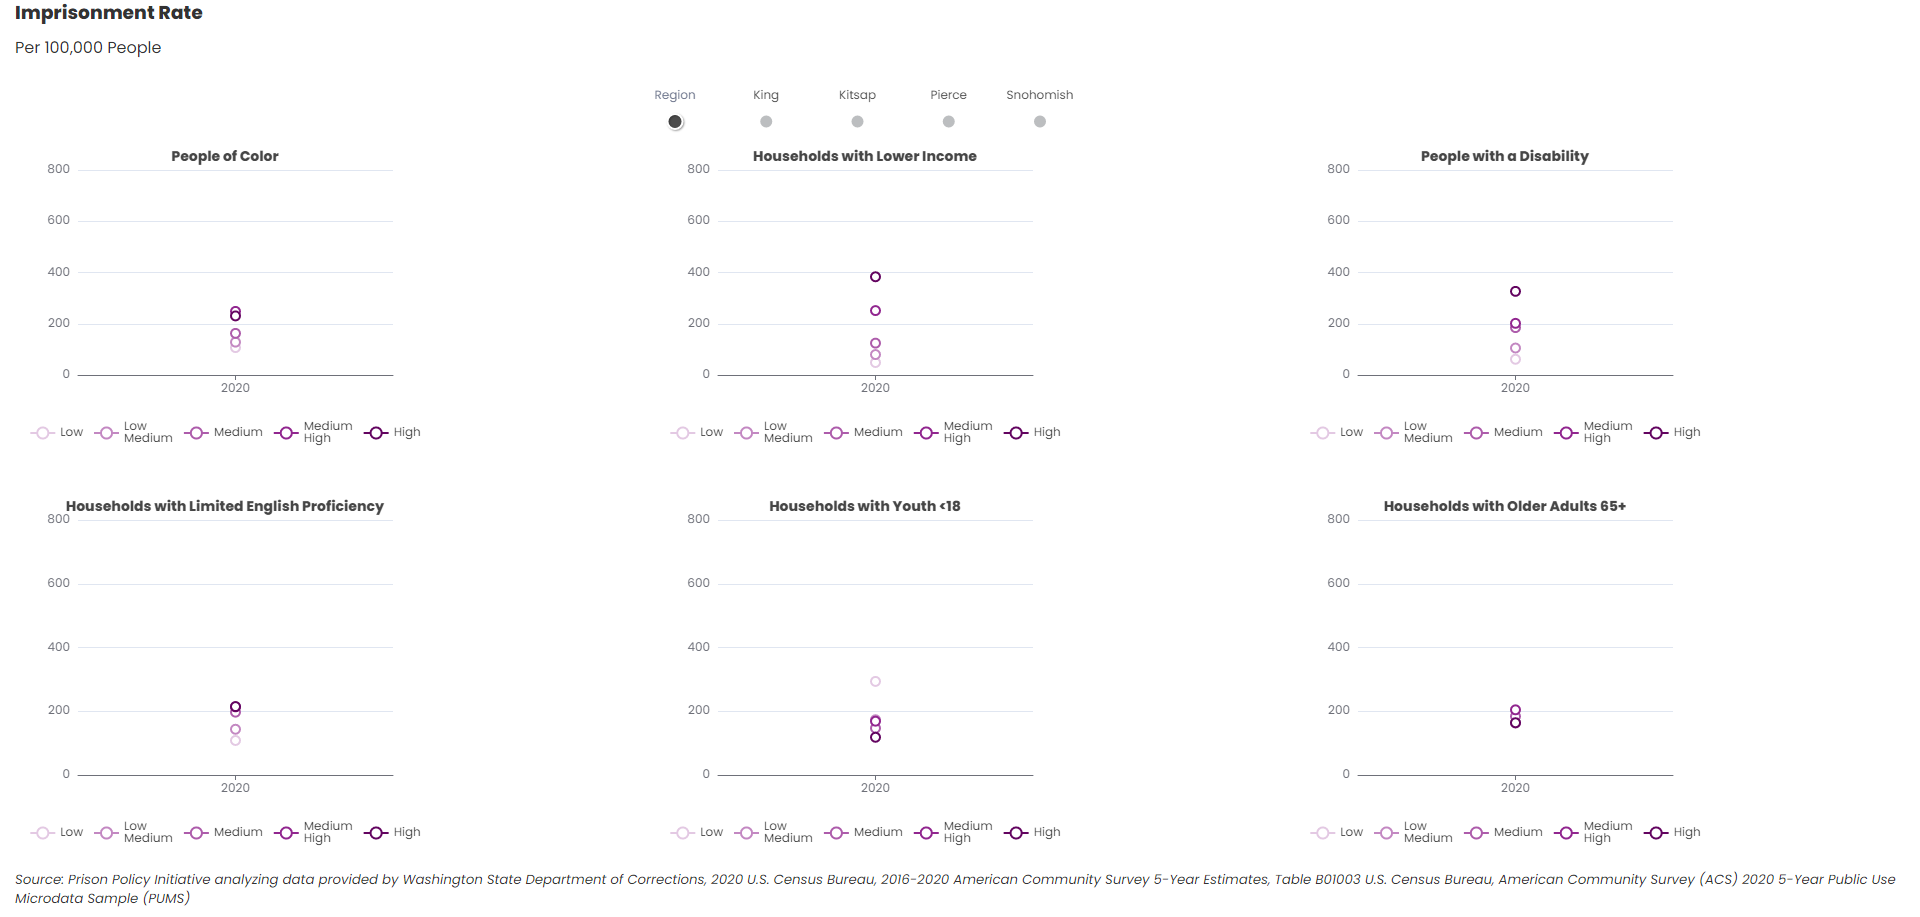 Imprisonment Rate
Per 100,000 People
Region King Kitsap Pierce Snohomish
People of Color
800
600
400
200
0
2020
Low
Low Medium
Medium
Medium High
High
Households with Lower Income
800
600
400
200
0
2020
Low
Low Medium
Medium
Medium High
High
People with a Disability
800
600
400
200
0
2020
Low
Low Medium
Medium
Medium High
High
Households with Limited English Proficiency
800
600
400
200
0
2020
Low
Low Medium
Medium
Medium High
High
Households with Youth <18
800
600
400
200
0
2020
Low
Low Medium
Medium
Medium High
High
Households with Older Adults 65+
800
600
400
200
0
2020
Low
Low Medium
Medium
Medium High
High
Source: Prison Policy Initiative analyzing data provided by Washington State Department of Corrections, 2020 U.S. Census Bureau, 2016-2020 American Community Survey 5-Year Estimates, Table B01003 U.S. Census Bureau, American Community Survey (ACS) 2020 5-Year Public Use
Microdata Sample (PUMS)